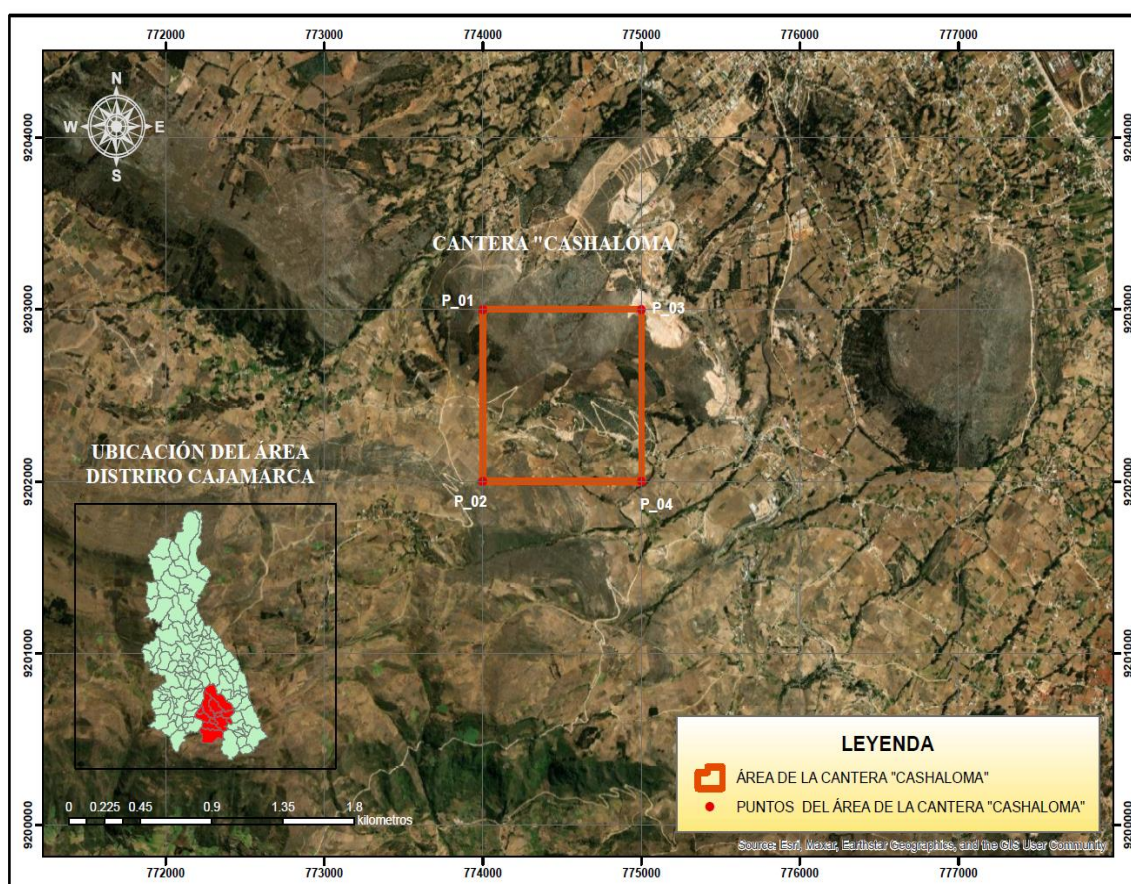 772000 773000 774000 775000 776000 777000
N
W E
S
9204000 9204000
CANTERA "CASHALOMA
P_01 P_03
9203000 9203000
UBICACIÓN DEL ÁREA
DISTRIRO CAJAMARCA
9202000 9202000
P_02 P_04
9201000 9201000
LEYENDA
ÁREA DE LA CANTERA "CASHALOMA"
PUNTOS DEL ÁREA DE LA CANTERA "CASHALOMA"
0 0.225 0.45 0.9 1.35 1.8
kilometros
9200000 9200000
Source: Esri, Maxar, Earthstar Geographics, and the GIS User Community
772000 773000 774000 775000 776000 777000